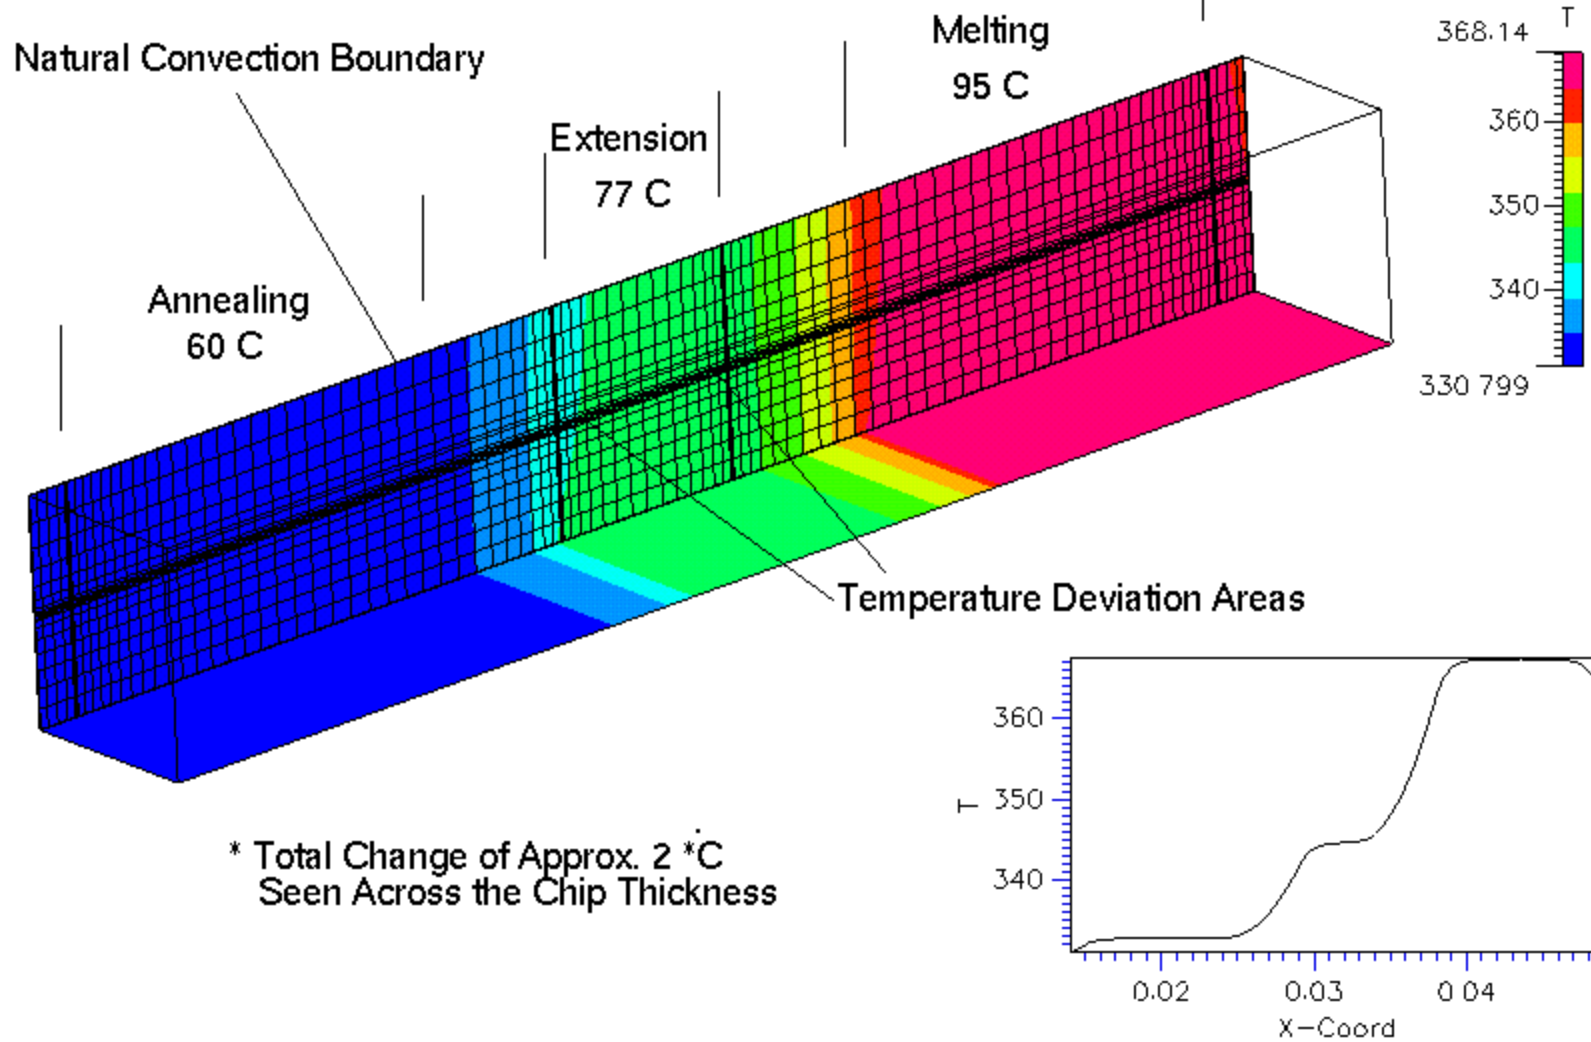 Natural Convection Boundary
Melting
95 C
Extension
77 C
Annealing
60 C
T
368.14
360
350
340
330 799
Temperature Deviation Areas
* Total Change of Approx. 2 *C
Seen Across the Chip Thickness
T
360
350
340
0.02
0.03
0 04
X-Coord